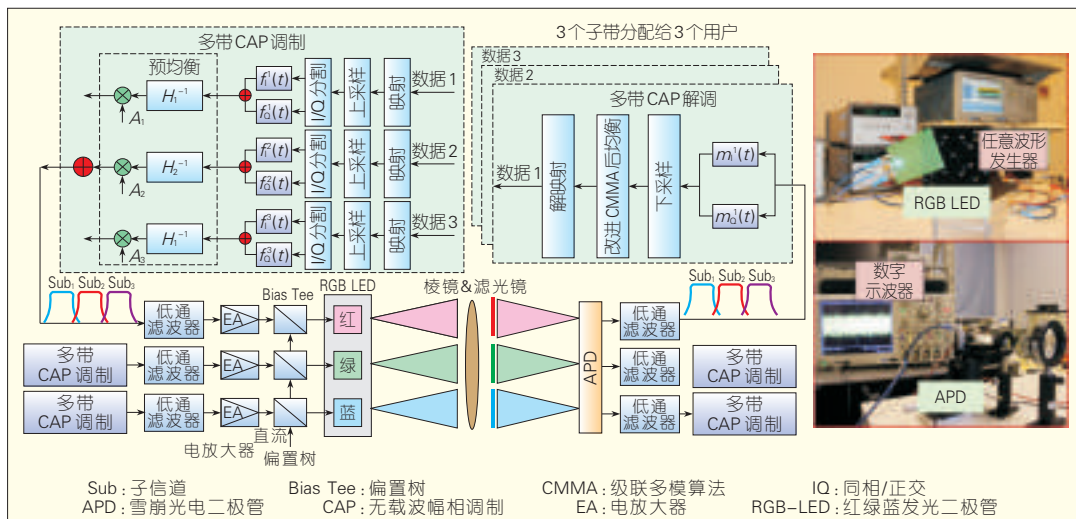 多带CAP调制
预均衡
A₁
H₁⁻¹
f¹(t)
f¹Q(t)
I/Q分割
上采样
映射
数据1
A₂
H₂⁻¹
f²(t)
f²Q(t)
I/Q分割
上采样
映射
数据2
A₃
H₁⁻¹
f³(t)
f³Q(t)
I/Q分割
上采样
映射
数据3
3个子带分配给3个用户
数据3
数据2
多带CAP解调
数据1
解映射
改进CMMA后均衡
下采样
mI¹(t)
mQ¹(t)
任意波形
发生器
RGB LED
数字
示波器
APD
Sub₁ Sub₂ Sub₃
低通
滤波器
EA
Bias Tee
RGB LED
红
棱镜&滤光镜
APD
低通
滤波器
Sub₁ Sub₂ Sub₃
多带
CAP调制
低通
滤波器
EA
绿
低通
滤波器
多带
CAP调制
多带
CAP调制
低通
滤波器
EA
蓝
低通
滤波器
多带
CAP调制
电放大器
直流
偏置树
Sub:子信道
Bias Tee:偏置树
CMMA:级联多模算法
IQ:同相/正交
APD:雪崩光电二极管
CAP:无载波幅相调制
EA:电放大器
RGB-LED:红绿蓝发光二极管